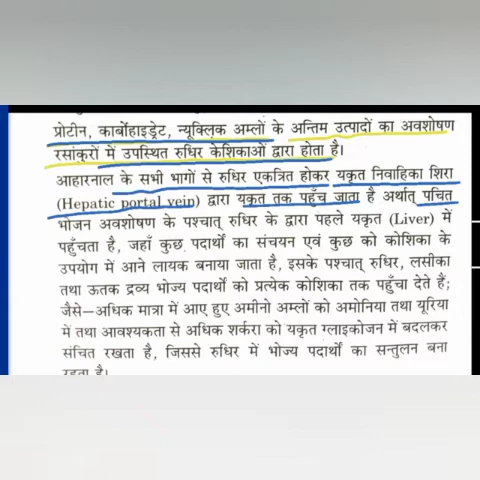 प्रोटीन, कार्बोहाइड्रेट, न्यूक्लिक अम्लों के अन्तिम उत्पादों का अवशोषण
रसांकुरों में उपस्थित रुधिर केशिकाओं द्वारा होता है।
आहारनाल के सभी भागों से रुधिर एकत्रित होकर यकृत निवाहिका शिरा
(Hepatic portal vein) द्वारा यकृत तक पहुँच जाता है अर्थात् पचित
भोजन अवशोषण के पश्चात् रुधिर के द्वारा पहले यकृत (Liver) में
पहुँचता है, जहाँ कुछ पदार्थों का संचयन एवं कुछ को कोशिका के
उपयोग में आने लायक बनाया जाता है, इसके पश्चात् रुधिर, लसीका
तथा ऊतक द्रव्य भोज्य पदार्थों को प्रत्येक कोशिका तक पहुँचा देते हैं;
जैसे—अधिक मात्रा में आए हुए अमीनो अम्लों को अमोनिया तथा यूरिया
में तथा आवश्यकता से अधिक शर्करा को यकृत ग्लाइकोजन में बदलकर
संचित रखता है, जिससे रुधिर में भोज्य पदार्थों का सन्तुलन बना
रहता है।